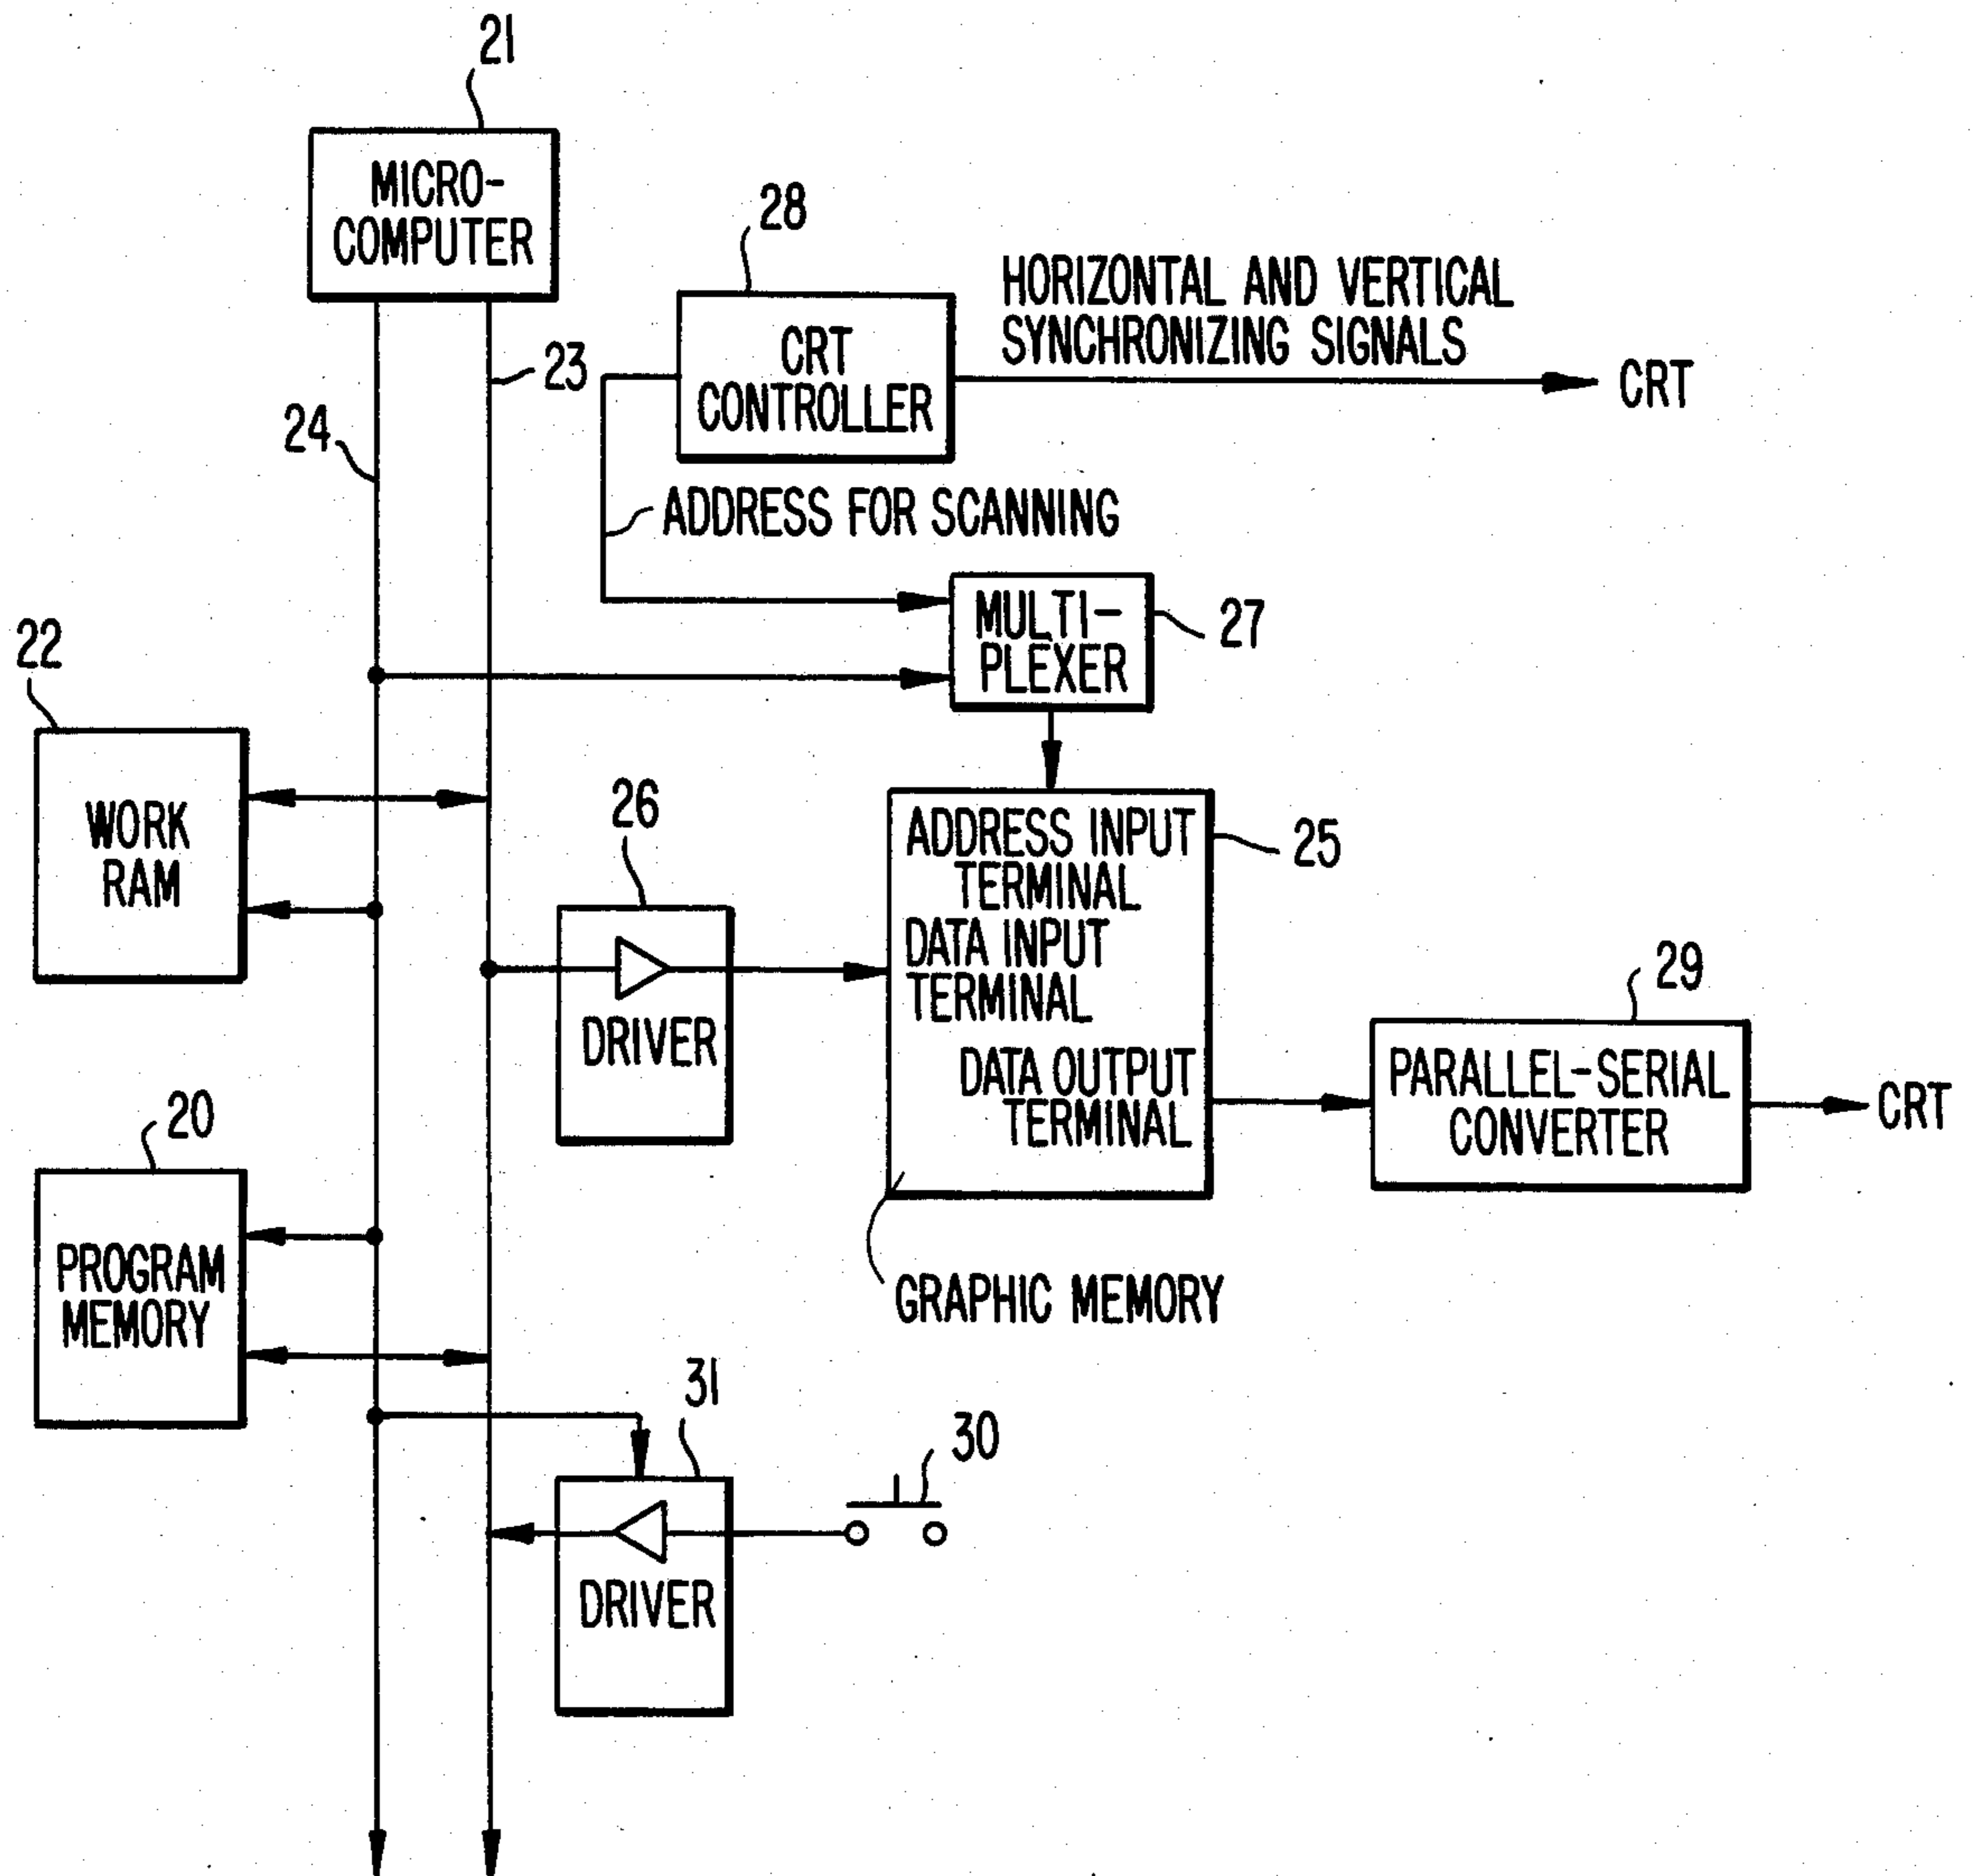 21
MICRO-
COMPUTER
28
HORIZONTAL AND VERTICAL
SYNCHRONIZING SIGNALS
CRT
CONTROLLER
CRT
23
24
ADDRESS FOR SCANNING
MULTI-
PLEXER
27
22
WORK
RAM
26
DRIVER
ADDRESS INPUT
TERMINAL
DATA INPUT
TERMINAL
DATA OUTPUT
TERMINAL
25
29
PARALLEL-SERIAL
CONVERTER
CRT
20
PROGRAM
MEMORY
GRAPHIC MEMORY
31
30
DRIVER